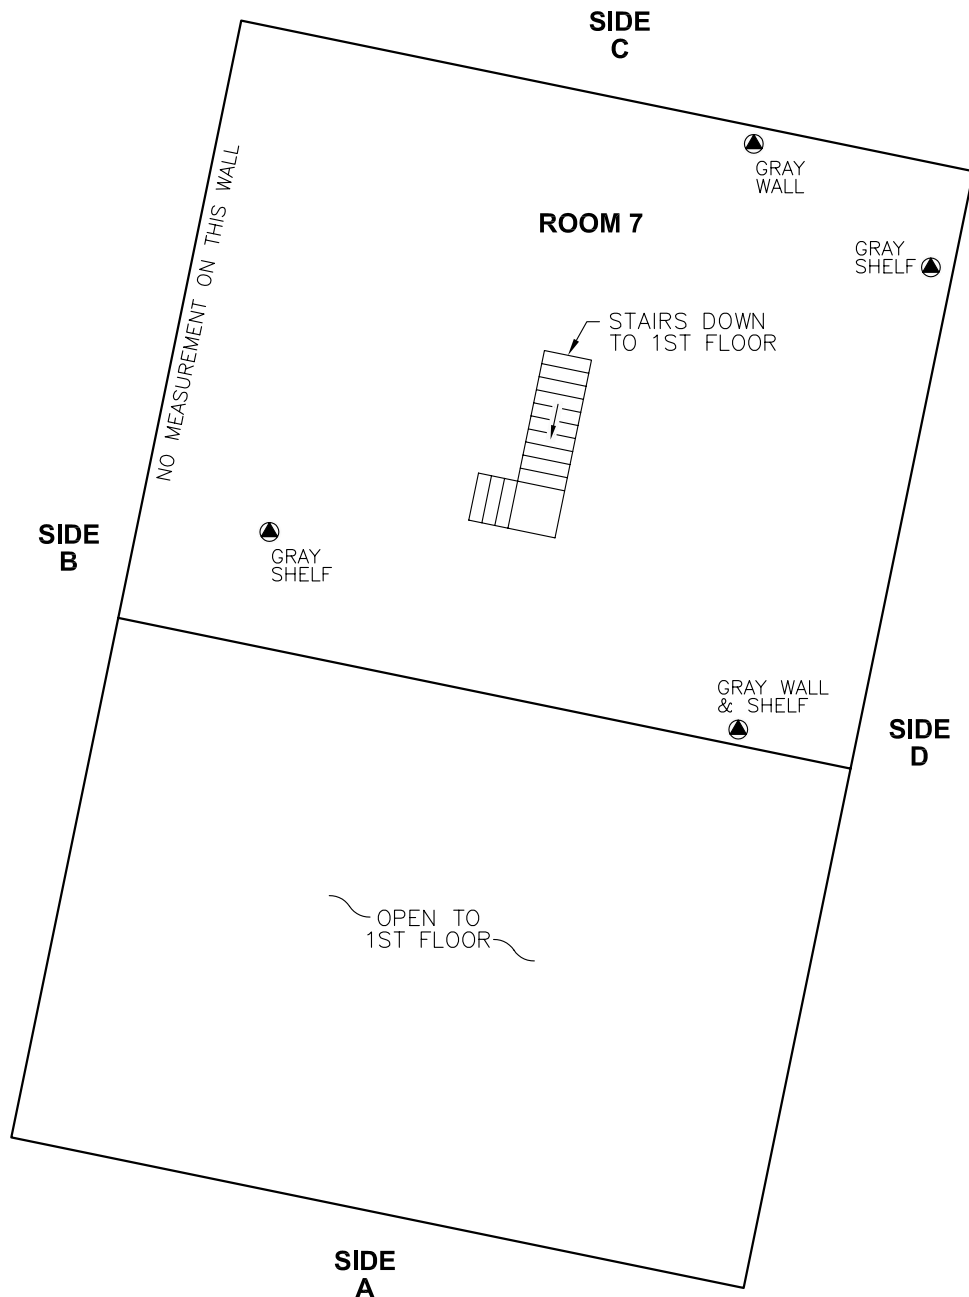 SIDE
C
GRAY
WALL
NO MEASUREMENT ON THIS WALL
ROOM 7
GRAY
SHELF
STAIRS DOWN
TO 1ST FLOOR
SIDE
B
GRAY
SHELF
GRAY WALL
& SHELF
SIDE
D
OPEN TO
1ST FLOOR
SIDE
A